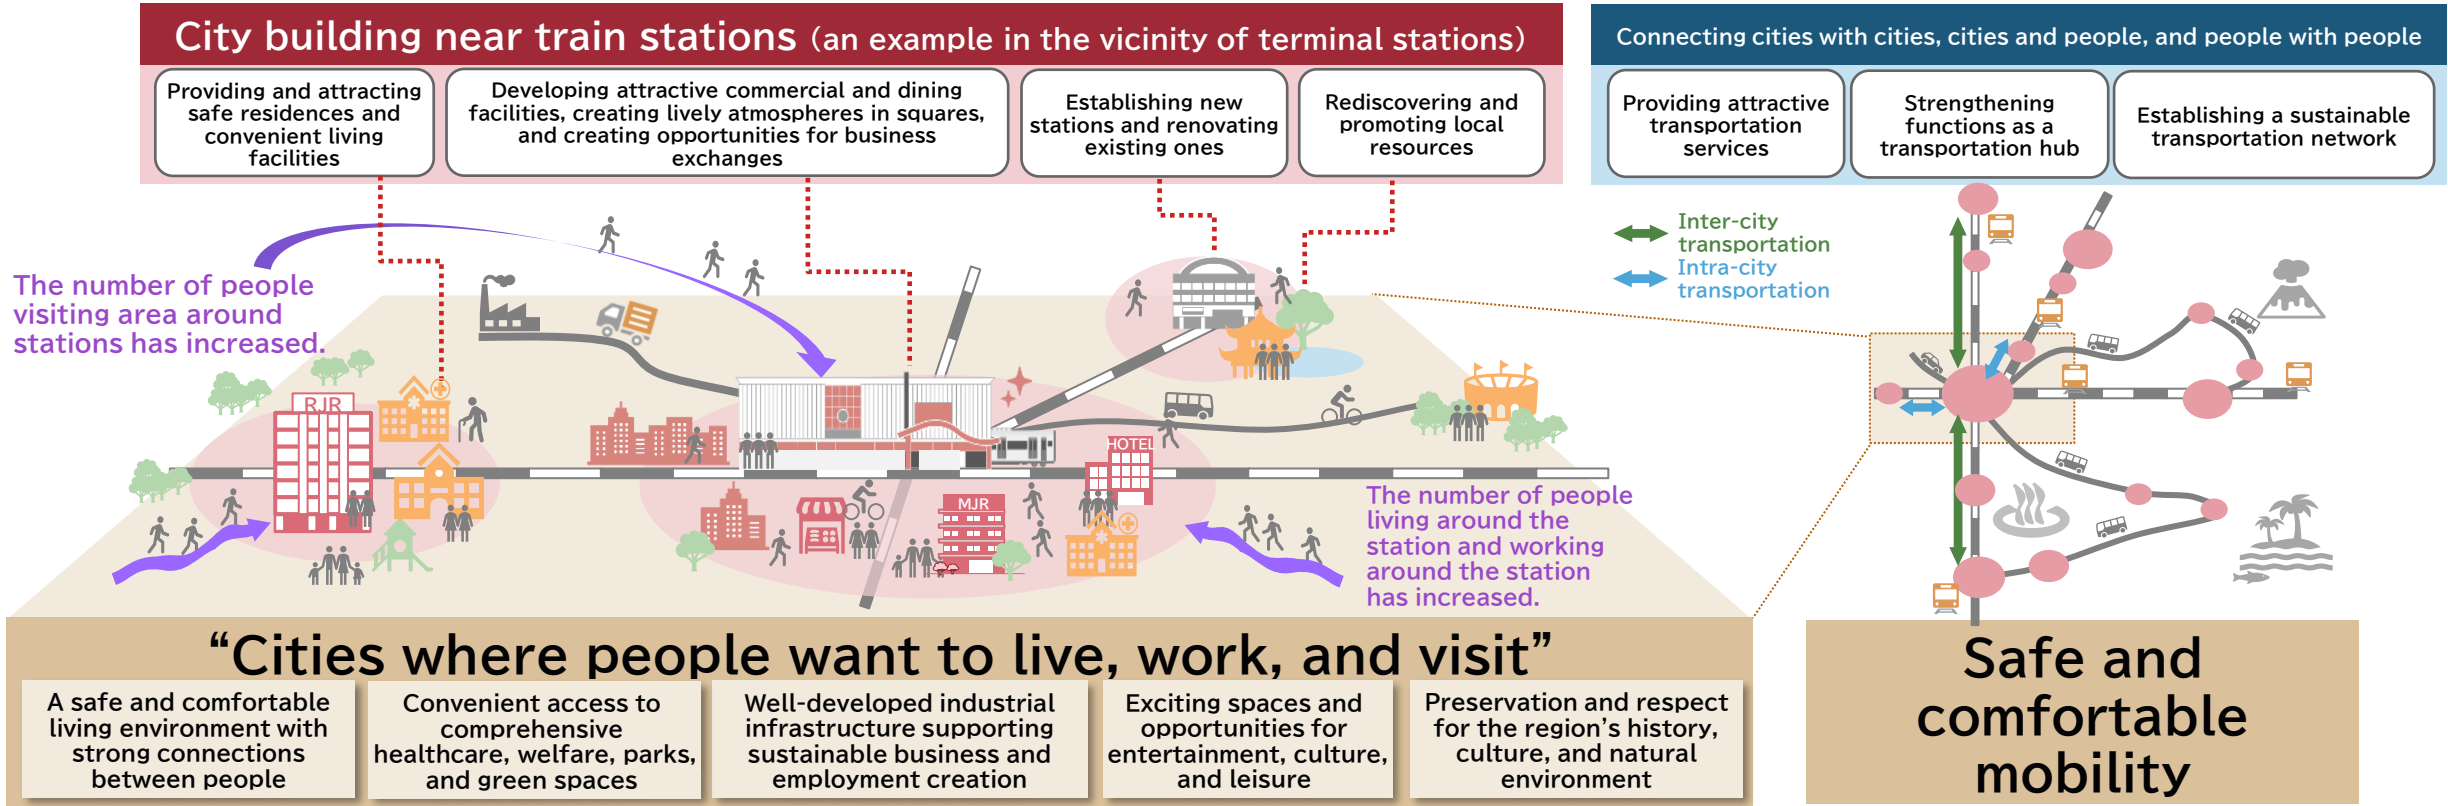 City building near train stations (an example in the vicinity of terminal stations)
Providing and attracting
safe residences and
convenient living
facilities
Developing attractive commercial and dining
facilities, creating lively atmospheres in squares,
and creating opportunities for business
exchanges
Establishing new
stations and renovating
existing ones
Rediscovering and
promoting local
resources
Connecting cities with cities, cities and people, and people with people
Providing attractive
transportation
services
Strengthening
functions as a
transportation hub
Establishing a sustainable
transportation network
Inter-city
transportation
Intra-city
transportation
The number of people
visiting area around
stations has increased.
RJR
HOTEL
MJR
The number of people
living around the
station and working
around the station
has increased.
“Cities where people want to live, work, and visit”
A safe and comfortable
living environment with
strong connections
between people
Convenient access to
comprehensive
healthcare, welfare, parks,
and green spaces
Well-developed industrial
infrastructure supporting
sustainable business and
employment creation
Exciting spaces and
opportunities for
entertainment, culture,
and leisure
Preservation and respect
for the region’s history,
culture, and natural
environment
Safe and
comfortable
mobility